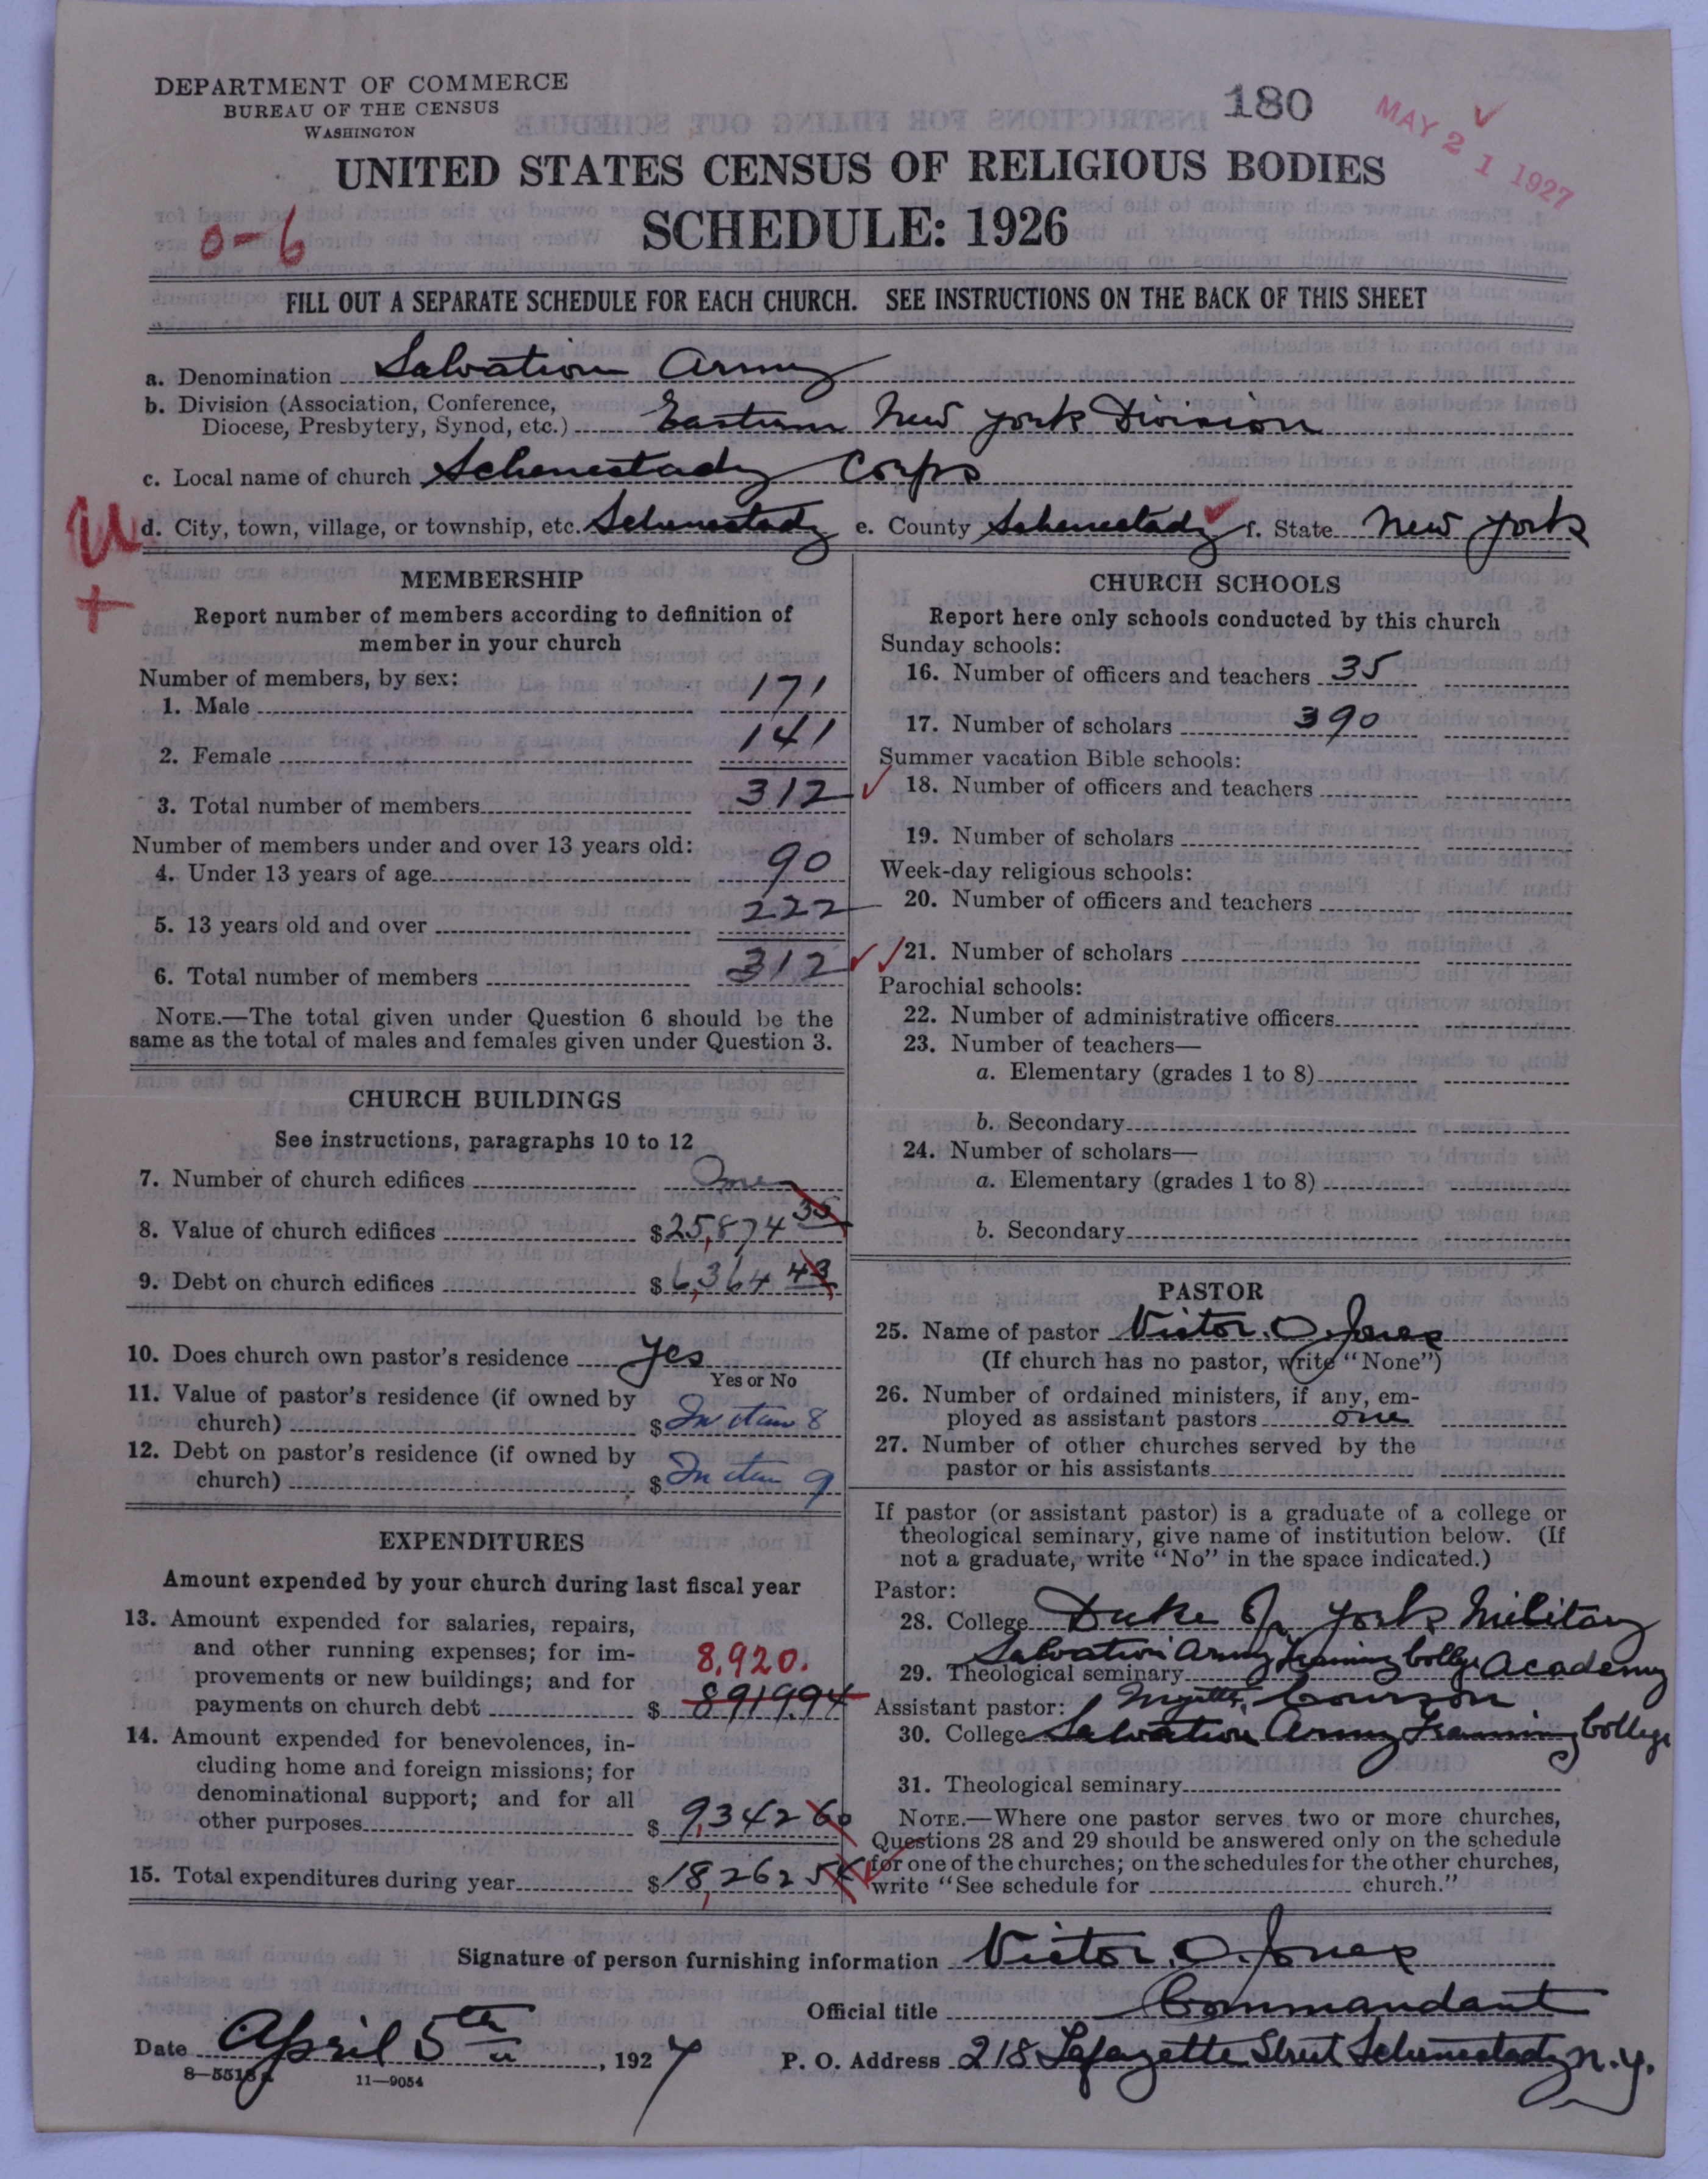 DEPARTMENT OF COMMERCE
BUREAU OF THE CENSUS
WASHINGTON
180
MAY 21 1927
UNITED STATES CENSUS OF RELIGIOUS BODIES
SCHEDULE: 1926
0-6
FILL OUT A SEPARATE SCHEDULE FOR EACH CHURCH. SEE INSTRUCTIONS ON THE BACK OF THIS SHEET
a. Denomination Salvation Army
b. Division (Association, Conference,
Diocese, Presbytery, Synod, etc.) Eastern New York Division
c. Local name of church Schenectady Corps
U d. City, town, village, or township, etc. Schenectady e. County Schenectady f. State New York
+
MEMBERSHIP
Report number of members according to definition of
member in your church
Number of members, by sex:
1. Male 171
2. Female 141
3. Total number of members 312
Number of members under and over 13 years old:
4. Under 13 years of age 90
5. 13 years old and over 222
6. Total number of members 312
NOTE.—The total given under Question 6 should be the
same as the total of males and females given under Question 3.
CHURCH BUILDINGS
See instructions, paragraphs 10 to 12
7. Number of church edifices One
8. Value of church edifices $25,874 35
9. Debt on church edifices $6,364 43
10. Does church own pastor's residence Yes
Yes or No
11. Value of pastor's residence (if owned by
church) $ In item 8
12. Debt on pastor's residence (if owned by
church) $ In item 9
EXPENDITURES
Amount expended by your church during last fiscal year
13. Amount expended for salaries, repairs,
and other running expenses; for im-
provements or new buildings; and for 8,920.
payments on church debt $ 8919.94
14. Amount expended for benevolences, in-
cluding home and foreign missions; for
denominational support; and for all
other purposes $ 9,342 60
15. Total expenditures during year $18,262 54
CHURCH SCHOOLS
Report here only schools conducted by this church
Sunday schools:
16. Number of officers and teachers 35
17. Number of scholars 390
Summer vacation Bible schools:
18. Number of officers and teachers
19. Number of scholars
Week-day religious schools:
20. Number of officers and teachers
21. Number of scholars
Parochial schools:
22. Number of administrative officers
23. Number of teachers—
a. Elementary (grades 1 to 8)
b. Secondary
24. Number of scholars—
a. Elementary (grades 1 to 8)
b. Secondary
PASTOR
25. Name of pastor Victor. O. Jones
(If church has no pastor, write "None")
26. Number of ordained ministers, if any, em-
ployed as assistant pastors one
27. Number of other churches served by the
pastor or his assistants
If pastor (or assistant pastor) is a graduate of a college or
theological seminary, give name of institution below. (If
not a graduate, write "No" in the space indicated.)
Pastor:
28. College Duke of York Military
Academy
29. Theological seminary Salvation Army Training College
Assistant pastor: Courson
30. College Salvation Army Training College
31. Theological seminary
NOTE.—Where one pastor serves two or more churches,
Questions 28 and 29 should be answered only on the schedule
for one of the churches; on the schedules for the other churches,
write "See schedule for church."
Signature of person furnishing information Victor. O. Jones
Official title Commandant
Date April 5th, 1927 P. O. Address 218 Lafayette Street Schenectady N.Y.
8-5513a 11-9054